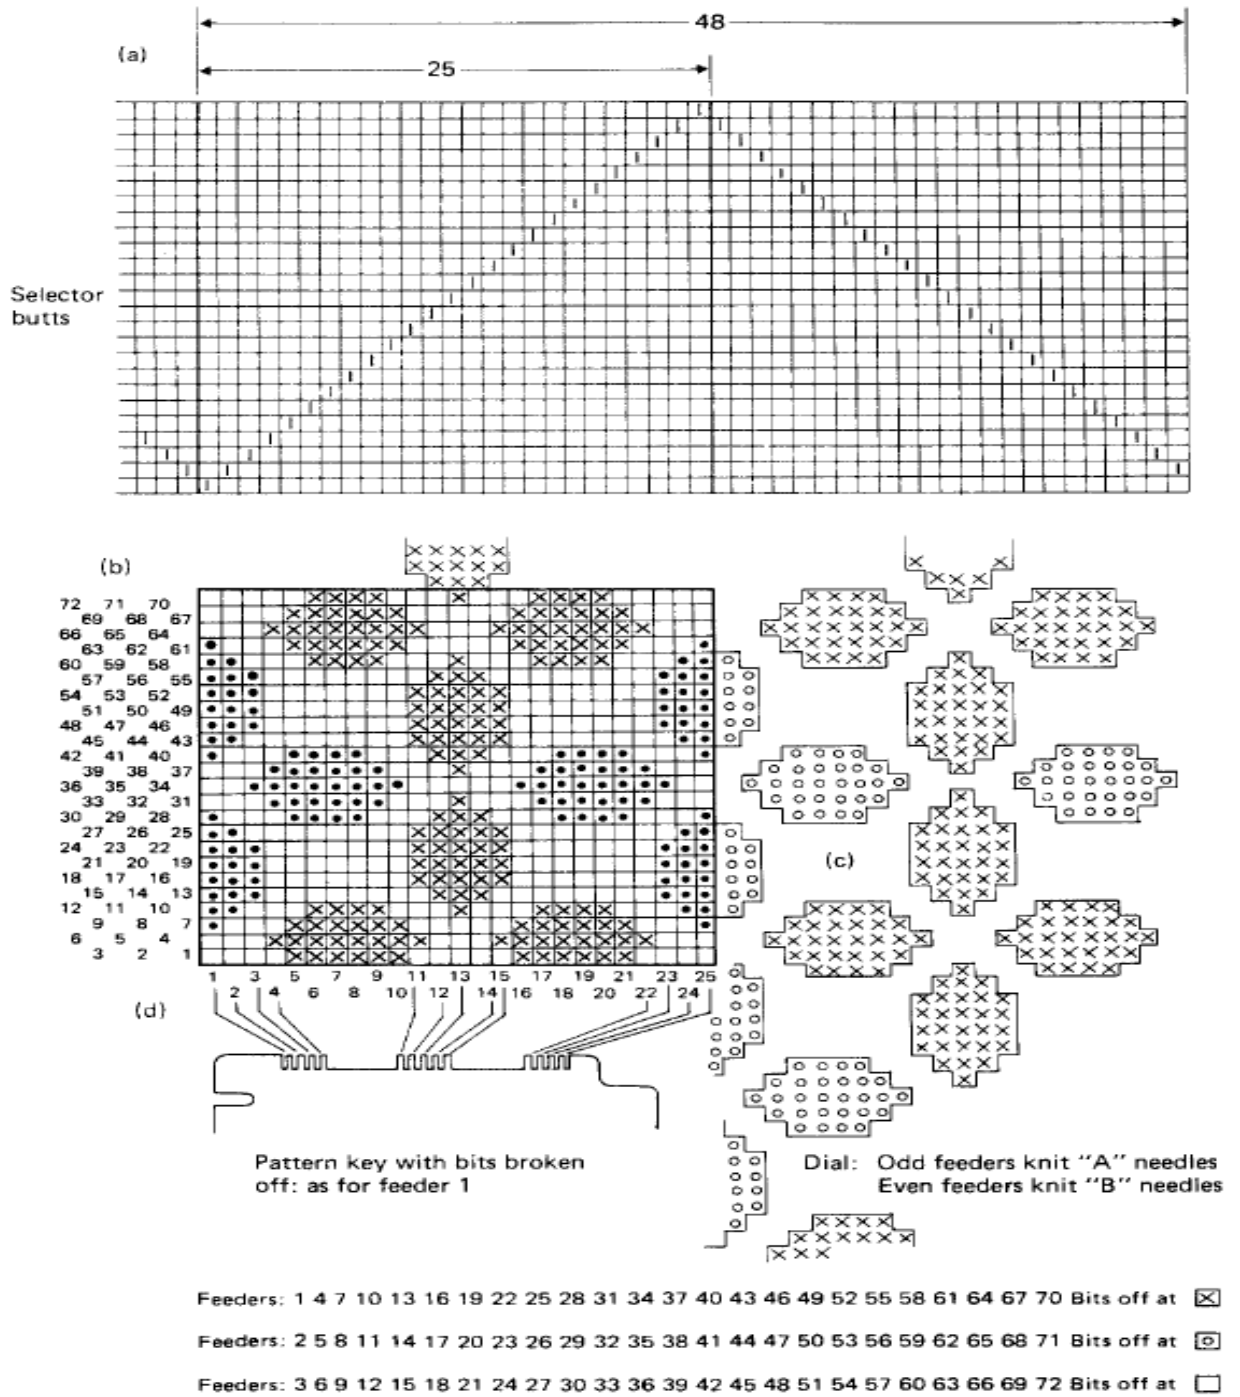 48
(a)
25
Selector
butts
(b)
72 71 70
69 68 67
66 65 64
63 62 61
60 59 58
57 56 55
54 53 52
51 50 49
48 47 46
45 44 43
42 41 40
39 38 37
36 35 34
33 32 31
30 29 28
27 26 25
24 23 22
21 20 19
18 17 16
15 14 13
12 11 10
9 8 7
6 5 4
3 2 1
(c)
1 3 5 7 9 11 13 15 17 19 21 23 25
2 4 6 8 10 12 14 16 18 20 22 24
(d)
Pattern key with bits broken
off: as for feeder 1
Dial: Odd feeders knit "A" needles
Even feeders knit "B" needles
Feeders: 1 4 7 10 13 16 19 22 25 28 31 34 37 40 43 46 49 52 55 58 61 64 67 70 Bits off at
Feeders: 2 5 8 11 14 17 20 23 26 29 32 35 38 41 44 47 50 53 56 59 62 65 68 71 Bits off at
Feeders: 3 6 9 12 15 18 21 24 27 30 33 36 39 42 45 48 51 54 57 60 63 66 69 72 Bits off at